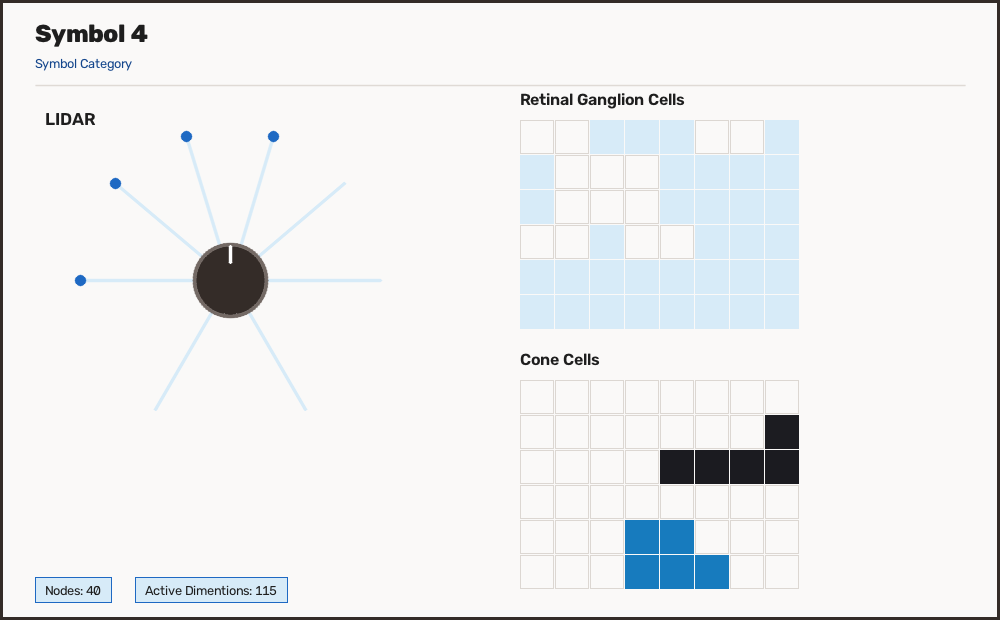 Symbol 4
Symbol Category
LIDAR
Retinal Ganglion Cells
Cone Cells
Nodes: 40
Active Dimentions: 115